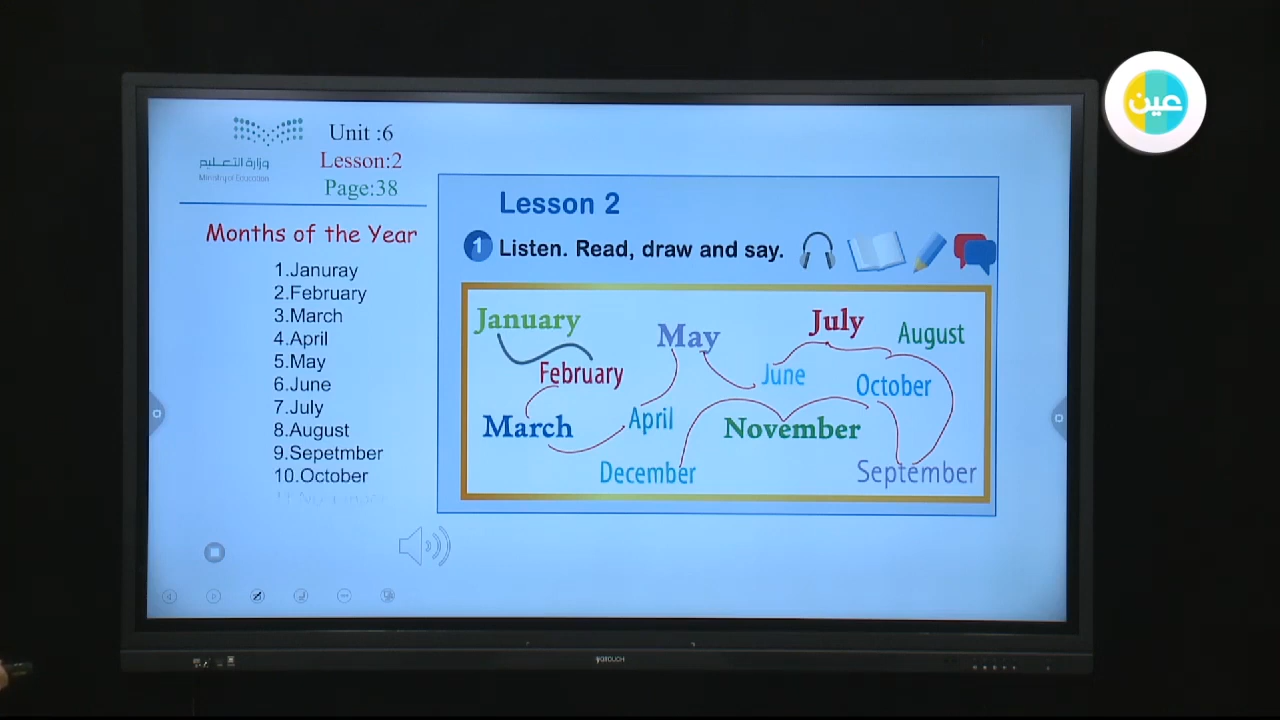 عين
Unit :6
وزارة التعليم
Ministry of Education
Lesson:2
Page:38
Months of the Year
1.Januray
2.February
3.March
4.April
5.May
6.June
7.July
8.August
9.Sepetmber
10.October
Lesson 2
1 Listen. Read, draw and say.
January
May
July
August
February
June
October
March
April
November
December
September